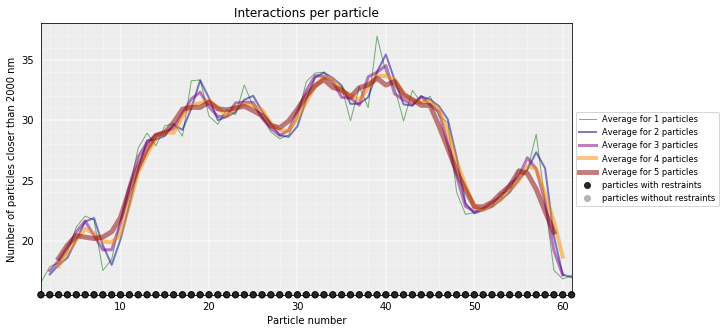 Interactions per particle
Number of particles closer than 2000 nm
35
30
25
20
10
20
30
40
50
60
Particle number
Average for 1 particles
Average for 2 particles
Average for 3 particles
Average for 4 particles
Average for 5 particles
particles with restraints
particles without restraints